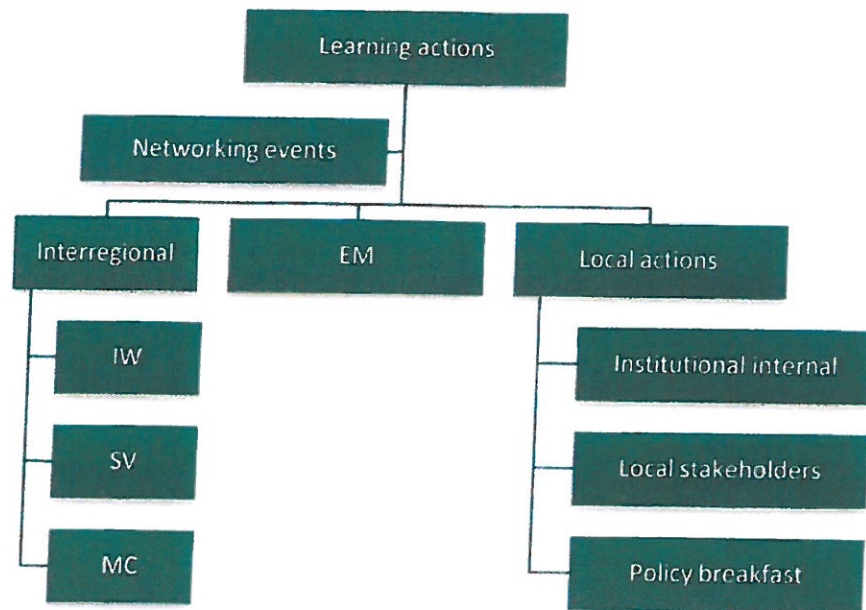 Learning actions
Networking events
Interregional
EM
Local actions
IW
SV
MC
Institutional internal
Local stakeholders
Policy breakfast